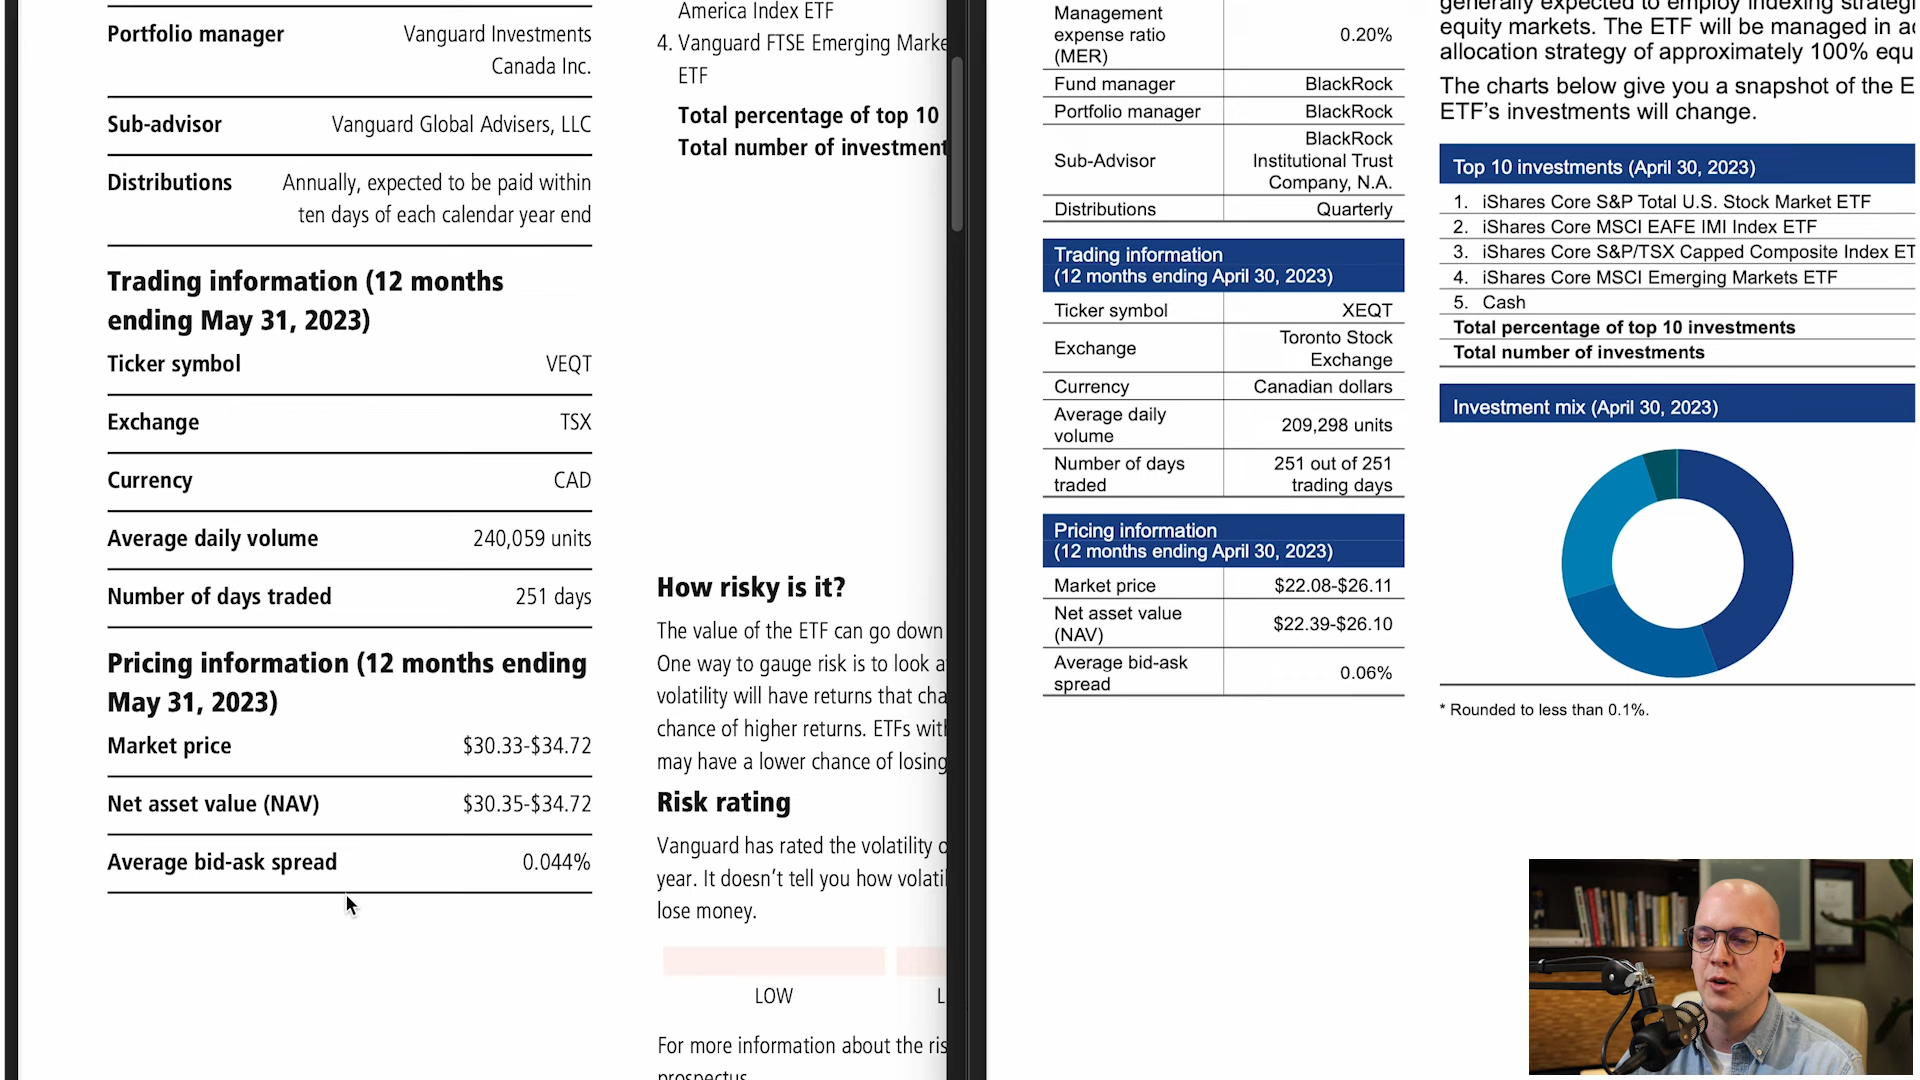 Portfolio manager Vanguard Investments
Canada Inc.
Sub-advisor Vanguard Global Advisers, LLC
Distributions Annually, expected to be paid within
ten days of each calendar year end
Trading information (12 months
ending May 31, 2023)
Ticker symbol VEQT
Exchange TSX
Currency CAD
Average daily volume 240,059 units
Number of days traded 251 days
Pricing information (12 months ending
May 31, 2023)
Market price $30.33-$34.72
Net asset value (NAV) $30.35-$34.72
Average bid-ask spread 0.044%
America Index ETF
4. Vanguard FTSE Emerging Marke
ETF
Total percentage of top 10
Total number of investment
How risky is it?
The value of the ETF can go down
One way to gauge risk is to look a
volatility will have returns that cha
chance of higher returns. ETFs wit
may have a lower chance of losing
Risk rating
Vanguard has rated the volatility o
year. It doesn't tell you how volati
lose money.
LOW L
For more information about the ris
prospectus
Management
expense ratio
(MER) 0.20%
Fund manager BlackRock
Portfolio manager BlackRock
Sub-Advisor BlackRock
Institutional Trust
Company, N.A.
Distributions Quarterly
Trading information
(12 months ending April 30, 2023)
Ticker symbol XEQT
Exchange Toronto Stock
Exchange
Currency Canadian dollars
Average daily
volume 209,298 units
Number of days 251 out of 251
traded trading days
Pricing information
(12 months ending April 30, 2023)
Market price $22.08-$26.11
Net asset value
(NAV) $22.39-$26.10
Average bid-ask
spread 0.06%
generally expected to employ indexing strategi
equity markets. The ETF will be managed in ac
allocation strategy of approximately 100% equ
The charts below give you a snapshot of the E
ETF's investments will change.
Top 10 investments (April 30, 2023)
1. iShares Core S&P Total U.S. Stock Market ETF
2. iShares Core MSCI EAFE IMI Index ETF
3. iShares Core S&P/TSX Capped Composite Index ET
4. iShares Core MSCI Emerging Markets ETF
5. Cash
Total percentage of top 10 investments
Total number of investments
Investment mix (April 30, 2023)
* Rounded to less than 0.1%.